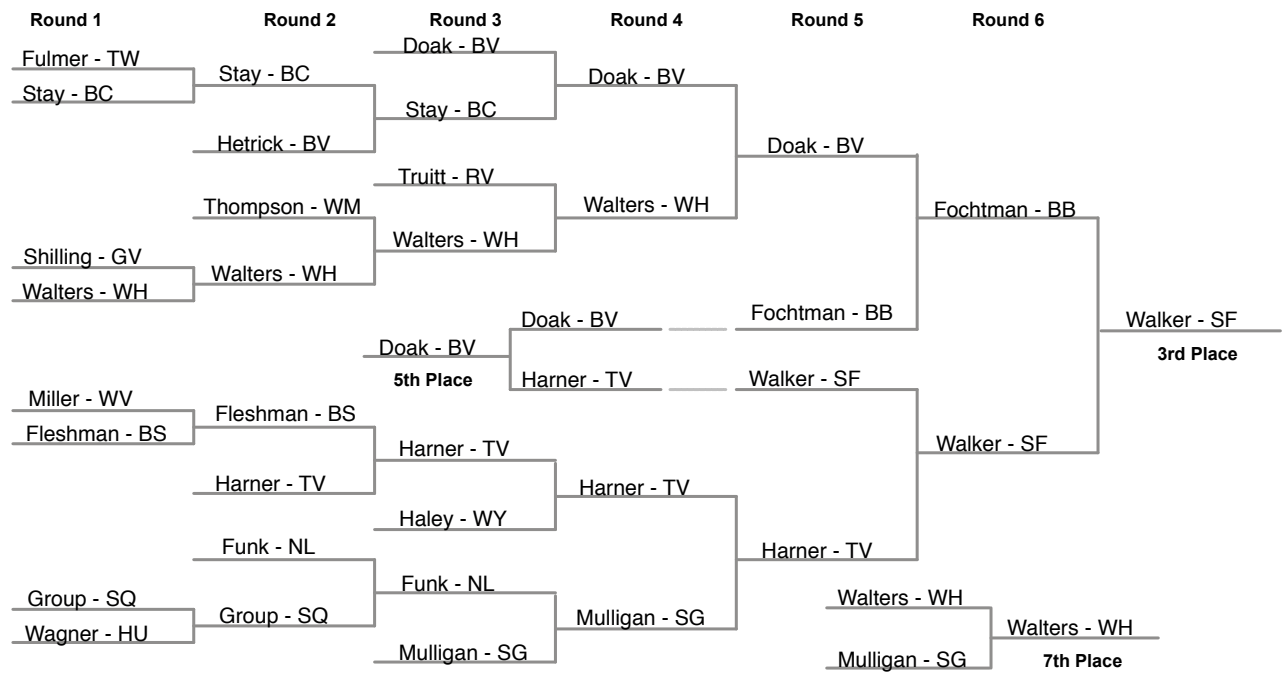 Round 1
Round 2
Round 3
Round 4
Round 5
Round 6
Fulmer - TW
Stay - BC
Stay - BC
Hetrick - BV
Doak - BV
Stay - BC
Doak - BV
Doak - BV
Thompson - WM
Truitt - RV
Walters - WH
Walters - WH
Fochtman - BB
Shilling - GV
Walters - WH
Walters - WH
Doak - BV
Fochtman - BB
Walker - SF
3rd Place
Doak - BV
5th Place
Harner - TV
Walker - SF
Miller - WV
Fleshman - BS
Fleshman - BS
Harner - TV
Walker - SF
Harner - TV
Harner - TV
Haley - WY
Funk - NL
Harner - TV
Funk - NL
Group - SQ
Wagner - HU
Group - SQ
Mulligan - SG
Mulligan - SG
Walters - WH
Walters - WH
Mulligan - SG
7th Place